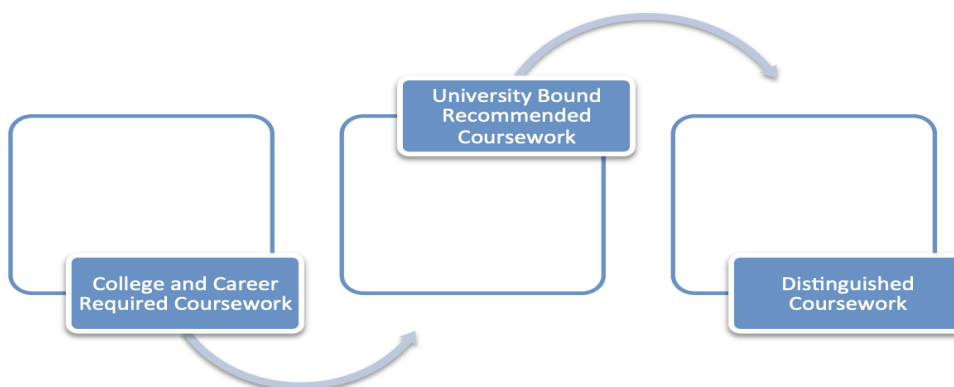 College and Career
Required Coursework
University Bound
Recommended
Coursework
Distinguished
Coursework